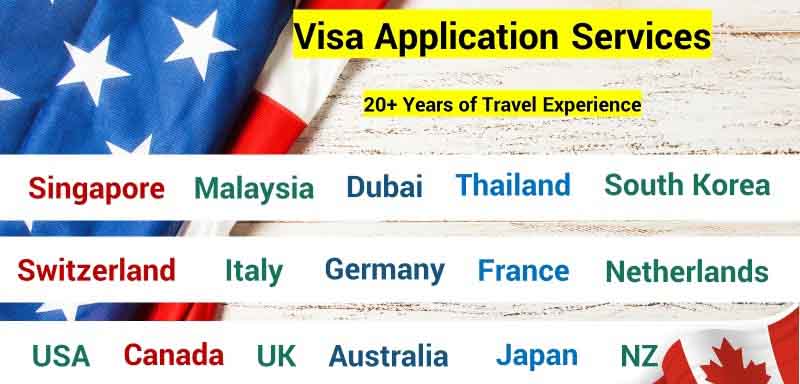 Visa Application Services
20+ Years of Travel Experience
Singapore Malaysia Dubai Thailand South Korea
Switzerland Italy Germany France Netherlands
USA Canada UK Australia Japan NZ